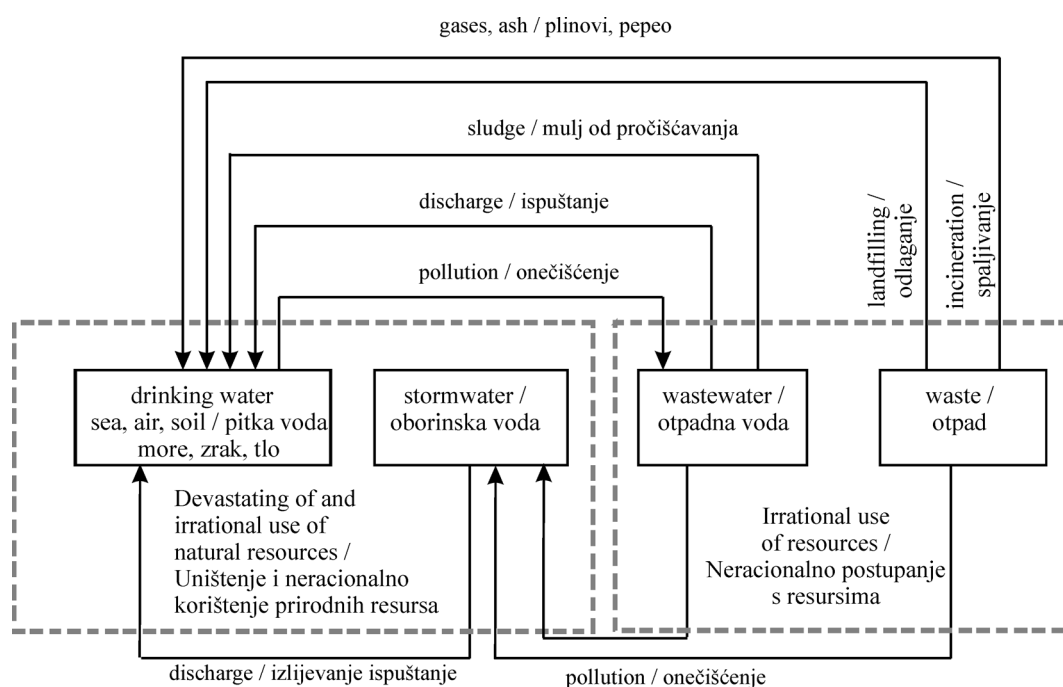 gases, ash / plinovi, pepeo
sludge / mulj od pročišćavanja
discharge / ispuštanje
pollution / onečišćenje
landfilling /
odlaganje
incineration /
spaljivanje
drinking water
sea, air, soil / pitka voda
more, zrak, tlo
stormwater /
oborinska voda
wastewater /
otpadna voda
waste /
otpad
Devastating of and
irrational use of
natural resources /
Uništenje i neracionalno
korištenje prirodnih resursa
Irrational use
of resources /
Neracionalno postupanje
s resursima
discharge / izlijevanje ispuštanje
pollution / onečišćenje